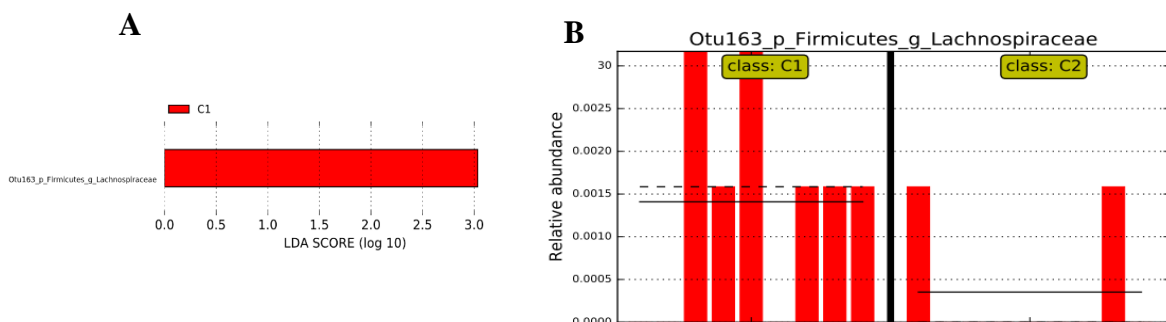 A
C1
Otu163_p_Firmicutes_g_Lachnospiraceae
0.0 0.5 1.0 1.5 2.0 2.5 3.0
LDA SCORE (log 10)
B
Otu163_p_Firmicutes_g_Lachnospiraceae
class: C1 class: C2
30
0.0025
0.0020
0.0015
0.0010
0.0005
0.0000
Relative abundance